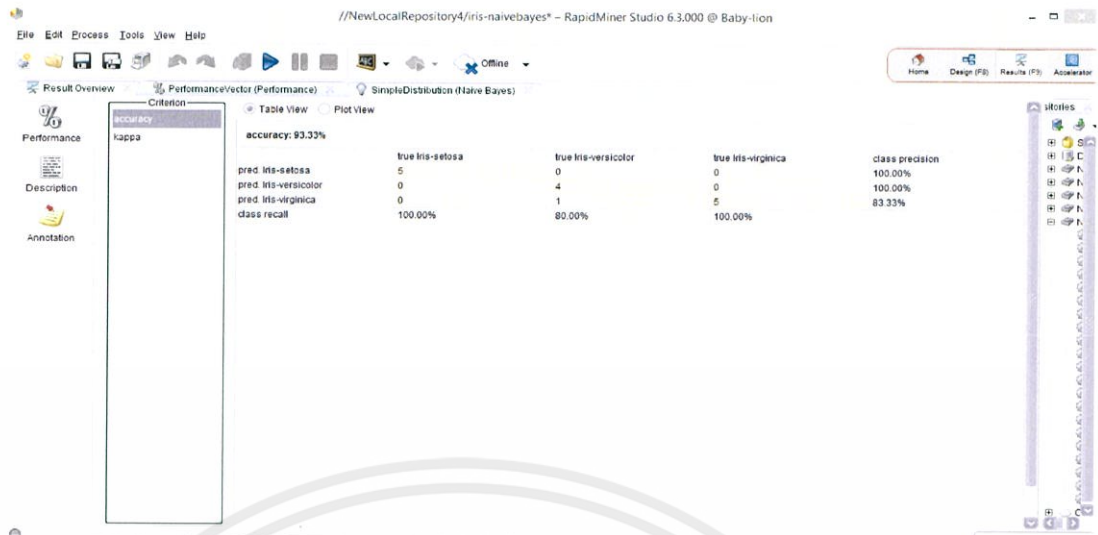 //NewLocalRepository4/iris-naivebayes* – RapidMiner Studio 6.3.000 @ Baby-lion
File Edit Process Tools View Help
Offline
Home Design (F8) Results (F9) Accelerator
Result Overview PerformanceVector (Performance) SimpleDistribution (Naive Bayes)
Criterion
accuracy
kappa
Performance
Description
Annotation
Table View Plot View
accuracy: 93.33%
true Iris-setosa true Iris-versicolor true Iris-virginica class precision
pred. Iris-setosa 5 0 0 100.00%
pred. Iris-versicolor 0 4 0 100.00%
pred. Iris-virginica 0 1 5 83.33%
class recall 100.00% 80.00% 100.00%
sitories
S
D
N
N
N
N
N